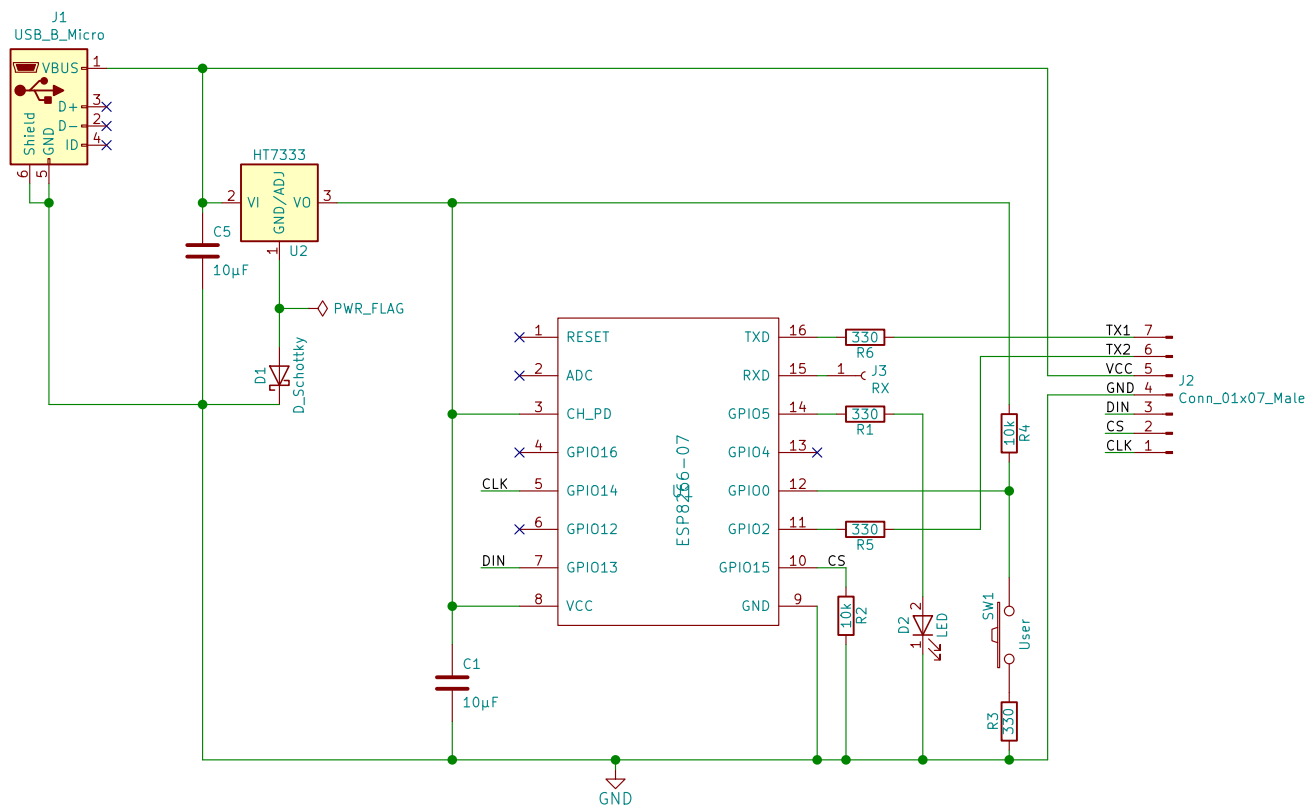 J1
USB_B_Micro
VBUS 1
D+ 3
D- 2
ID 4
Shield
GND
6
5
HT7333
2 VI
GND/ADJ
VO 3
1
U2
C5
10µF
PWR_FLAG
D1
D_Schottky
1 RESET
2 ADC
3 CH_PD
4 GPIO16
CLK 5 GPIO14
6 GPIO12
DIN 7 GPIO13
8 VCC
ESP8266-07
U1
TXD 16
RXD 15
GPIO5 14
GPIO4 13
GPIO0 12
GPIO2 11
GPIO15 10
GND 9
330
R6
1 J3
RX
330
R1
330
R5
CS
10k
R2
D2
2
1
LED
10k
R4
SW1
User
R3
330
TX1 7
TX2 6
VCC 5
GND 4
DIN 3
CS 2
CLK 1
J2
Conn_01x07_Male
C1
10µF
GND